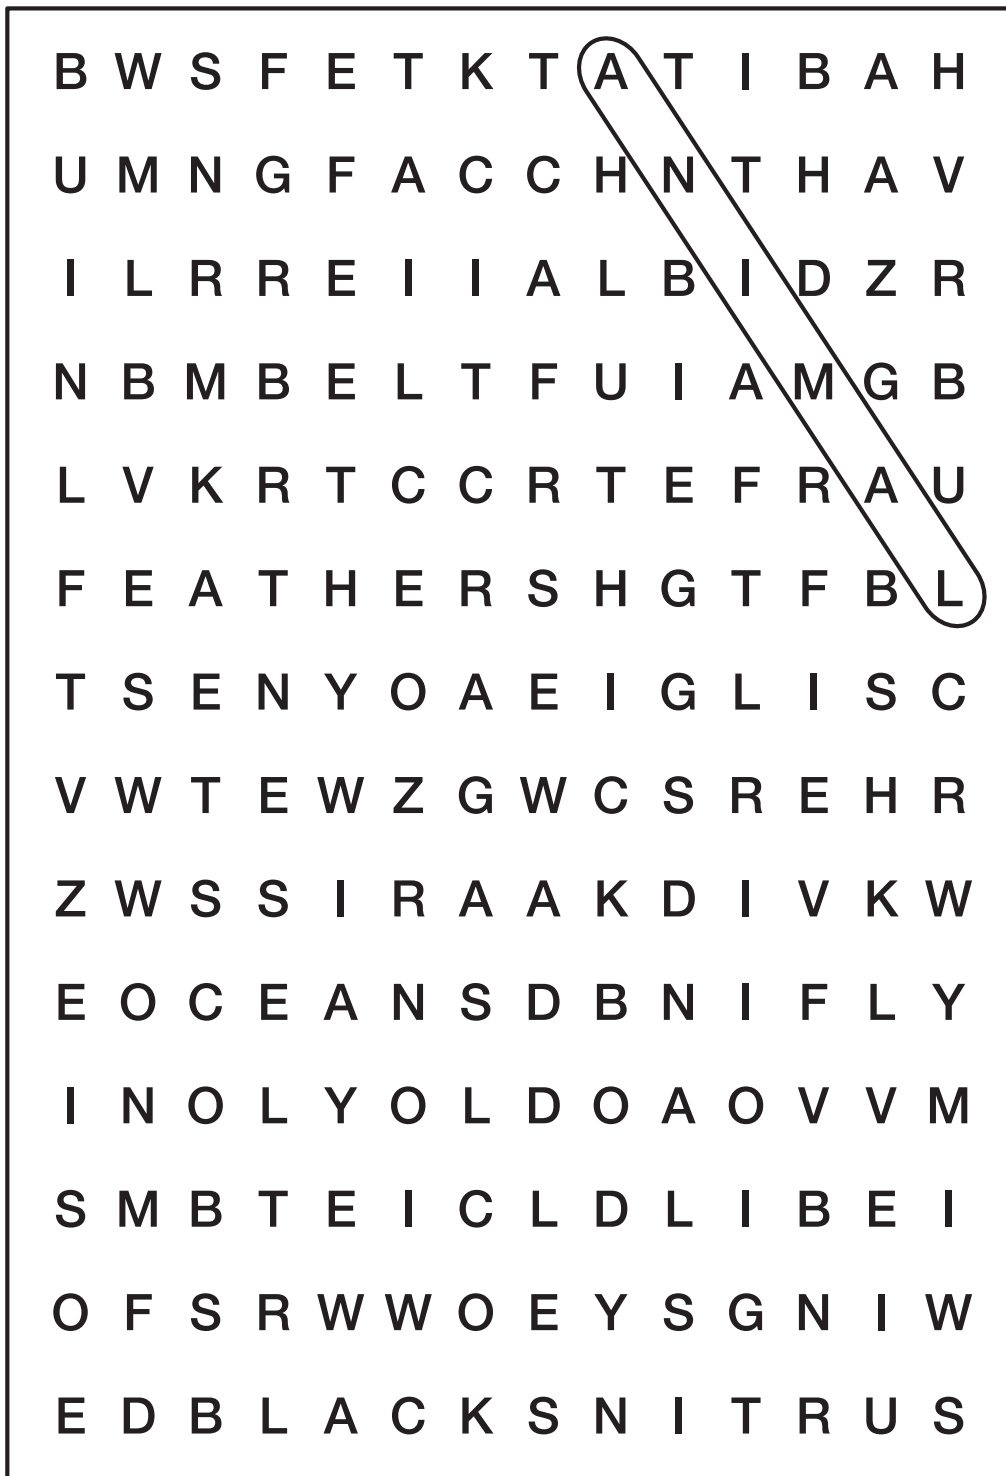 B W S F E T K T A T I B A H
U M N G F A C C H N T H A V
I L R R E I I A L B I D Z R
N B M B E L T F U I A M G B
L V K R T C C R T E F R A U
F E A T H E R S H G T F B L
T S E N Y O A E I G L I S C
V W T E W Z G W C S R E H R
Z W S S I R A A K D I V K W
E O C E A N S D B N I F L Y
I N O L Y O L D O A O V V M
S M B T E I C L D L I B E I
O F S R W W O E Y S G N I W
E D B L A C K S N I T R U S